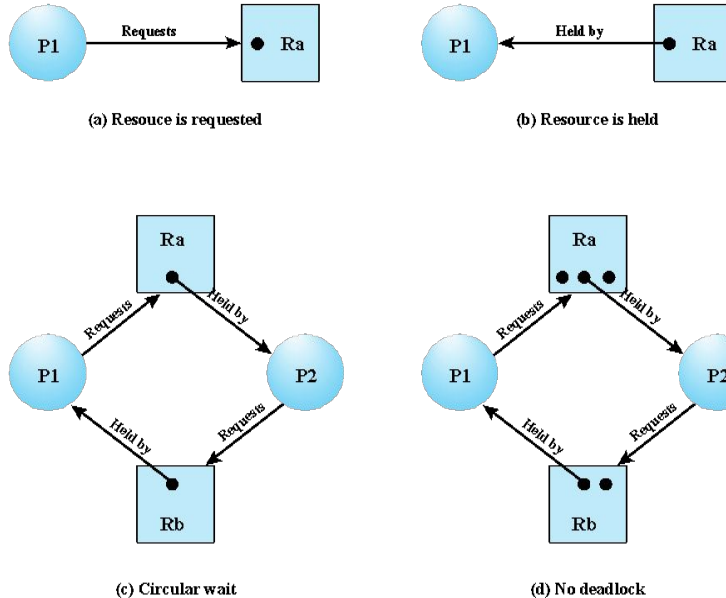 P1
Requests
Ra
(a) Resouce is requested
P1
Held by
Ra
(b) Resource is held
Ra
Requests
Held by
P1
P2
Held by
Requests
Rb
(c) Circular wait
Ra
Requests
Held by
P1
P2
Held by
Requests
Rb
(d) No deadlock